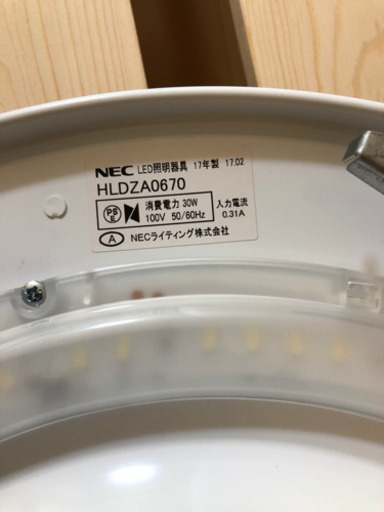 NEC LED照明器具 17年製 17.02
HLDZA0670
PS E 消費電力 30W 入力電流
100V 50/60Hz 0.31A
A NECライティング株式会社